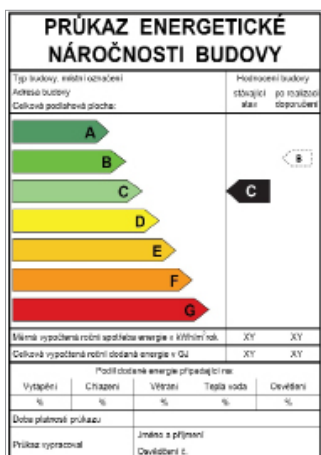 PRŮKAZ ENERGETICKÉ
NÁROČNOSTI BUDOVY
Typ budovy, místní označení
Adresa budovy
Celková podlahová plocha:
Hodnocení budovy
stávající stav
po realizaci doporučení
A
B
B
C
C
D
E
F
G
Měrná vypočtená roční spotřeba energie v kWh/m²rok
XY
XY
Celková vypočtená roční dodaná energie v GJ
XY
XY
Podíl dodané energie připadající na:
Vytápění
Chlazení
Větrání
Teplá voda
Osvětlení
%
%
%
%
%
Doba platnosti průkazu
Průkaz vypracoval
Jméno a příjmení
Osvědčení č.